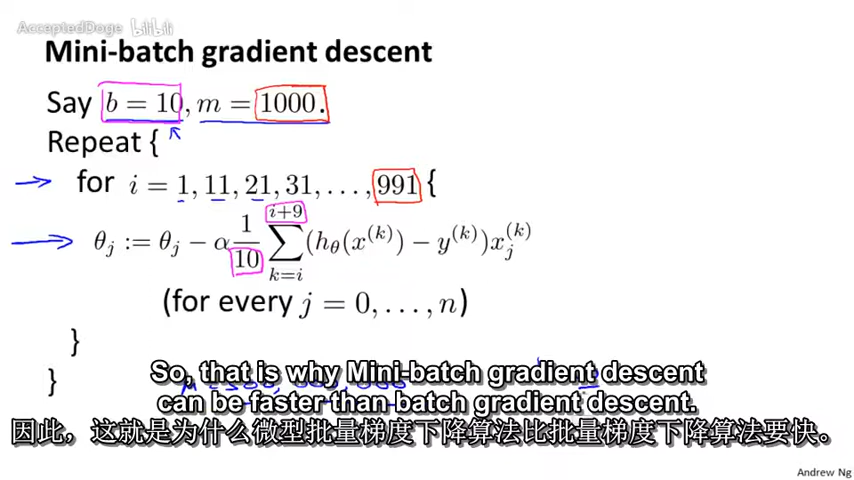 AcceptedDoge bilibili
Mini-batch gradient descent
Say b = 10, m = 1000.
Repeat {
for i = 1, 11, 21, 31, . . . , 991 {
θ_j := θ_j − α \frac{1}{10} \sum_{k=i}^{i+9} (h_θ(x^{(k)}) − y^{(k)})x_j^{(k)}
(for every j = 0, . . . , n)
}
}
So, that is why Mini-batch gradient descent
can be faster than batch gradient descent.
因此，这就是为什么微型批量梯度下降算法比批量梯度下降算法要快。
Andrew Ng